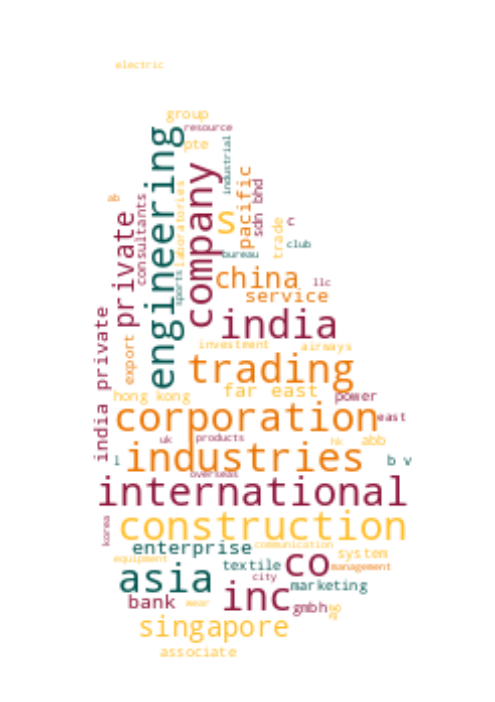 electric
group
resource
pte
engineering
company
industrial
laboratories
pacific
sdn bhd
ab
consultants
private
s
c
trade
club
bureau
sports
china
llc
service
india
india private
export
investment
airways
trading
far east
power
hong kong
corporation
east
uk
products
hk
abb
industries
l
b v
overseas
international
korea
construction
enterprise
communication
system
equipment
textile
co
management
asia
city
marketing
bank
wear
inc
gmbh
singapore
associate